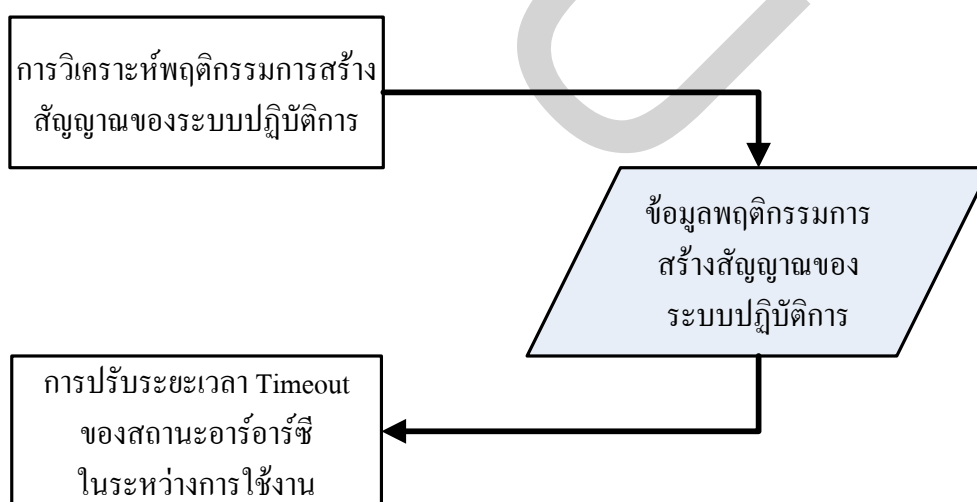 การวิเคราะห์พฤติกรรมการสร้าง
สัญญาณของระบบปฏิบัติการ
ข้อมูลพฤติกรรมการ
สร้างสัญญาณของ
ระบบปฏิบัติการ
การปรับระยะเวลา Timeout
ของสถานะอาร์อาร์ซี
ในระหว่างการใช้งาน